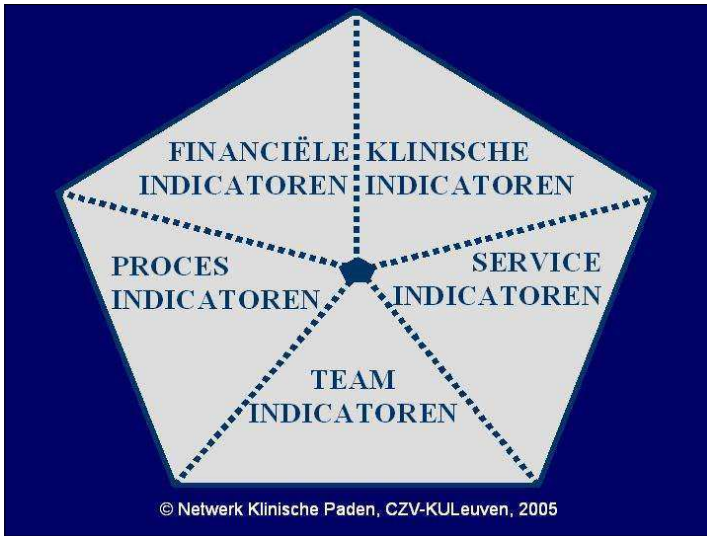 FINANCIËLE
INDICATOREN
KLINISCHE
INDICATOREN
PROCES
INDICATOREN
SERVICE
INDICATOREN
TEAM
INDICATOREN
© Netwerk Klinische Paden, CZV-KULeuven, 2005